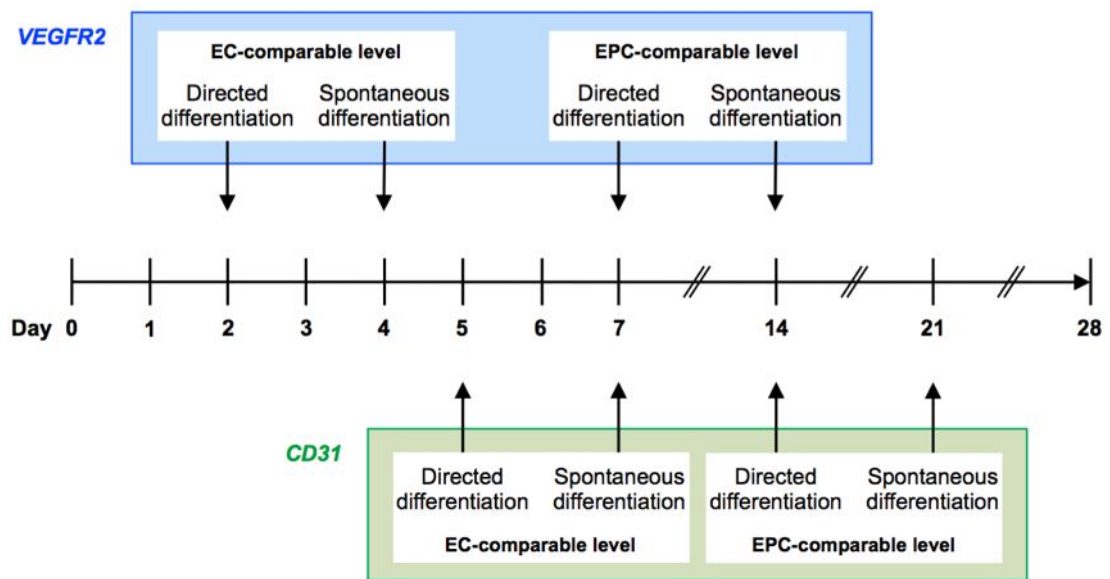 VEGFR2
EC-comparable level
EPC-comparable level
Directed differentiation
Spontaneous differentiation
Directed differentiation
Spontaneous differentiation
Day 0 1 2 3 4 5 6 7 14 21 28
CD31
Directed differentiation
Spontaneous differentiation
Directed differentiation
Spontaneous differentiation
EC-comparable level
EPC-comparable level